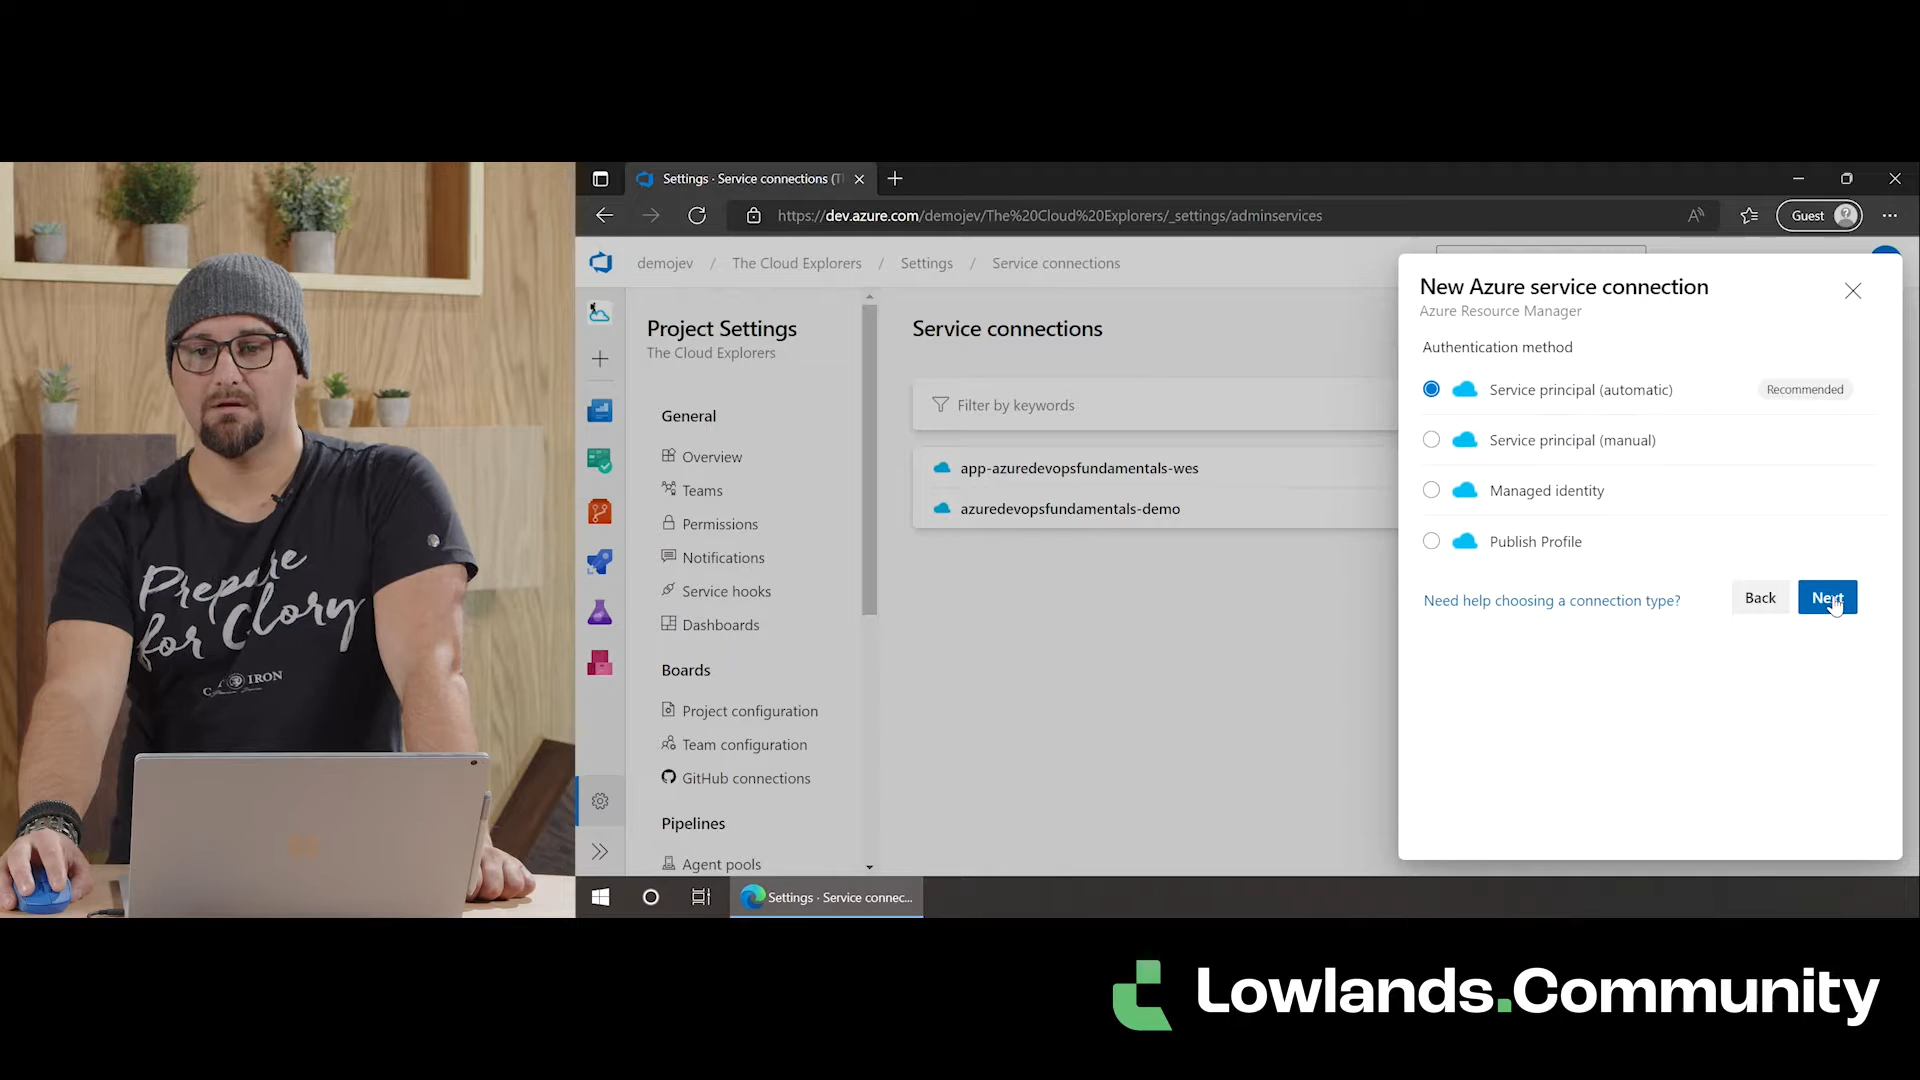 Settings · Service connections (T
https://dev.azure.com/demojev/The%20Cloud%20Explorers/_settings/adminservices
Guest
demojev / The Cloud Explorers / Settings / Service connections
Project Settings
The Cloud Explorers
General
Overview
Teams
Permissions
Notifications
Service hooks
Dashboards
Boards
Project configuration
Team configuration
GitHub connections
Pipelines
Agent pools
Service connections
Filter by keywords
app-azuredevopsfundamentals-wes
azuredevopsfundamentals-demo
New Azure service connection
Azure Resource Manager
Authentication method
Service principal (automatic)
Recommended
Service principal (manual)
Managed identity
Publish Profile
Need help choosing a connection type?
Back
Next
Settings · Service connec...
Prepare
for Glory
IRON
Lowlands.Community